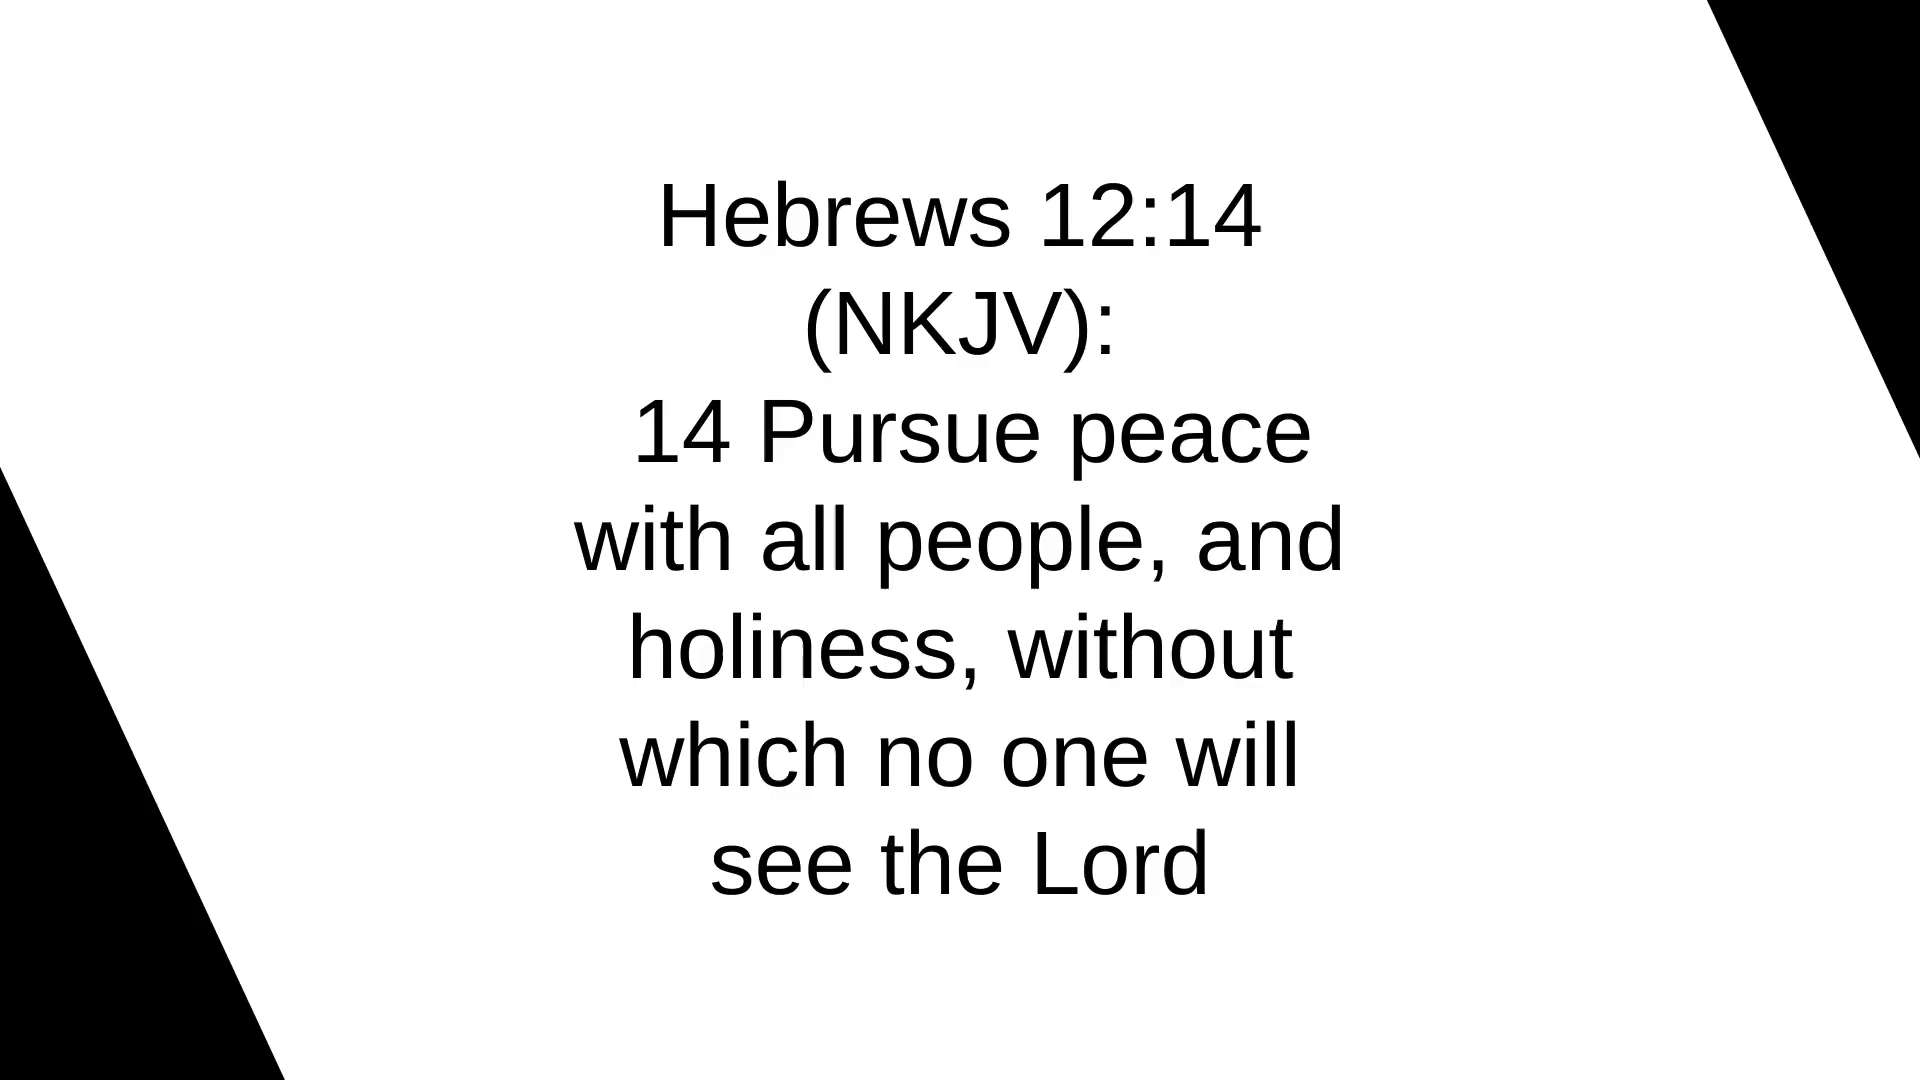 Hebrews 12:14
(NKJV):
14 Pursue peace
with all people, and
holiness, without
which no one will
see the Lord